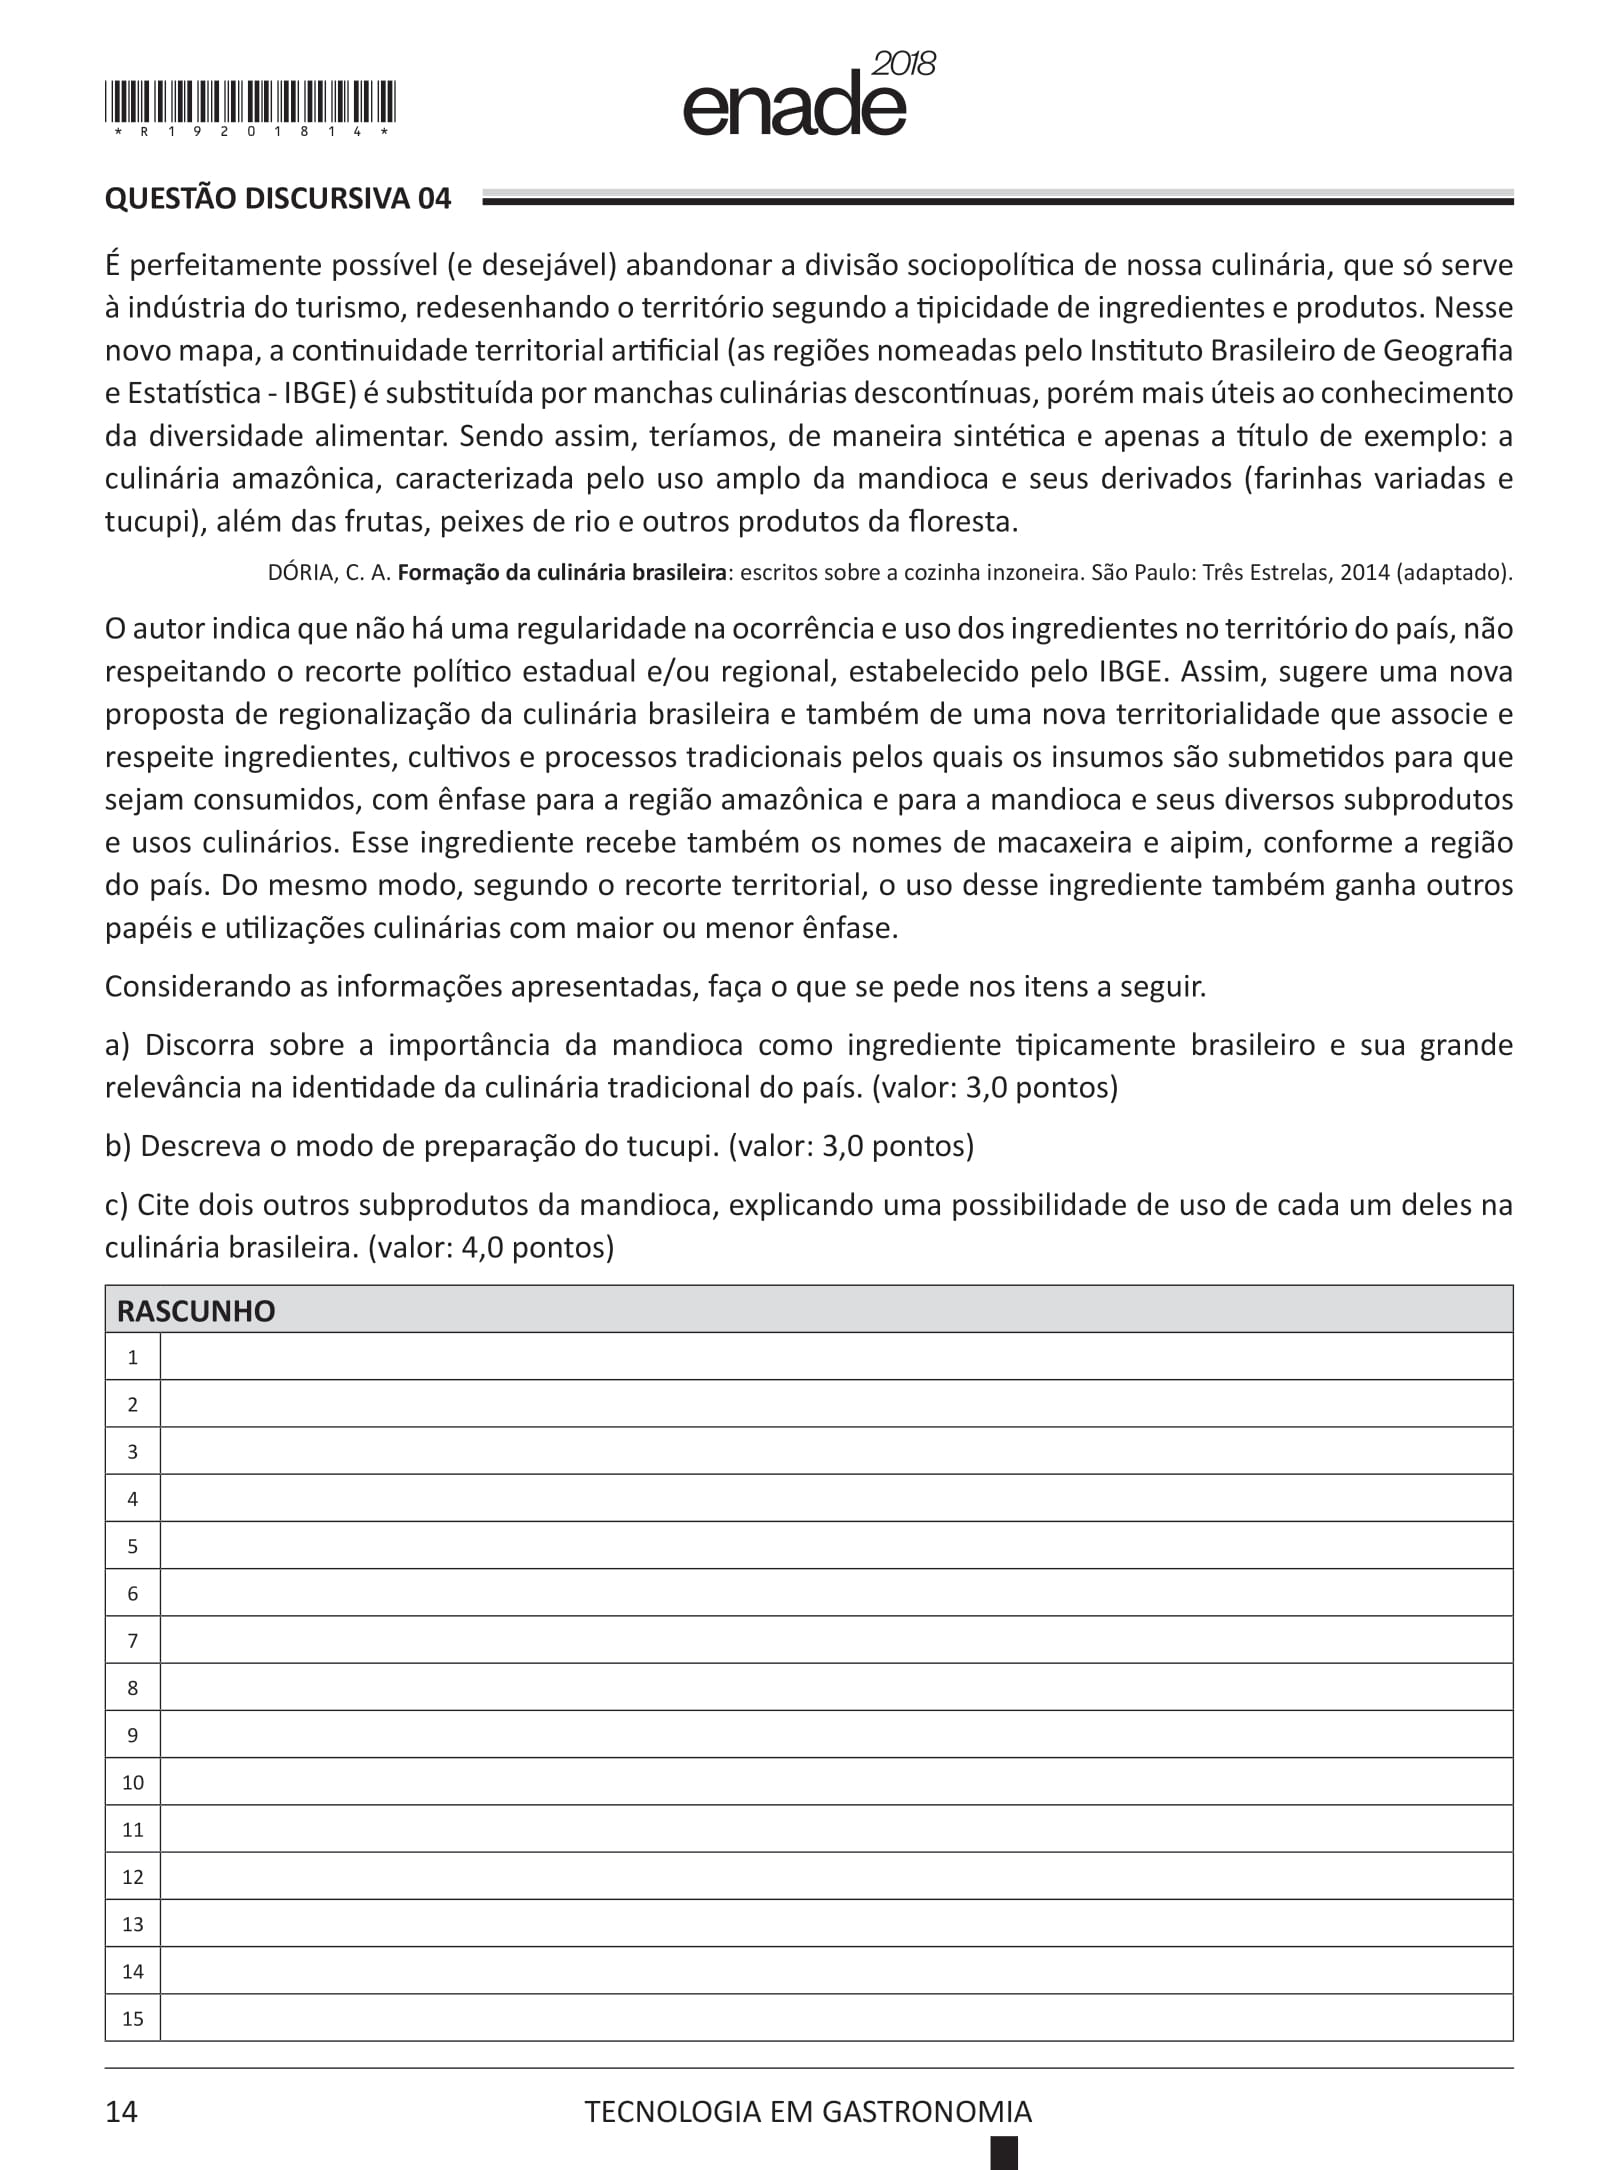 *R19201814*
enade 2018
QUESTÃO DISCURSIVA 04
É perfeitamente possível (e desejável) abandonar a divisão sociopolítica de nossa culinária, que só serve
à indústria do turismo, redesenhando o território segundo a tipicidade de ingredientes e produtos. Nesse
novo mapa, a continuidade territorial artificial (as regiões nomeadas pelo Instituto Brasileiro de Geografia
e Estatística - IBGE) é substituída por manchas culinárias descontínuas, porém mais úteis ao conhecimento
da diversidade alimentar. Sendo assim, teríamos, de maneira sintética e apenas a título de exemplo: a
culinária amazônica, caracterizada pelo uso amplo da mandioca e seus derivados (farinhas variadas e
tucupi), além das frutas, peixes de rio e outros produtos da floresta.
DÓRIA, C. A. Formação da culinária brasileira: escritos sobre a cozinha inzoneira. São Paulo: Três Estrelas, 2014 (adaptado).
O autor indica que não há uma regularidade na ocorrência e uso dos ingredientes no território do país, não
respeitando o recorte político estadual e/ou regional, estabelecido pelo IBGE. Assim, sugere uma nova
proposta de regionalização da culinária brasileira e também de uma nova territorialidade que associe e
respeite ingredientes, cultivos e processos tradicionais pelos quais os insumos são submetidos para que
sejam consumidos, com ênfase para a região amazônica e para a mandioca e seus diversos subprodutos
e usos culinários. Esse ingrediente recebe também os nomes de macaxeira e aipim, conforme a região
do país. Do mesmo modo, segundo o recorte territorial, o uso desse ingrediente também ganha outros
papéis e utilizações culinárias com maior ou menor ênfase.
Considerando as informações apresentadas, faça o que se pede nos itens a seguir.
a) Discorra sobre a importância da mandioca como ingrediente tipicamente brasileiro e sua grande
relevância na identidade da culinária tradicional do país. (valor: 3,0 pontos)
b) Descreva o modo de preparação do tucupi. (valor: 3,0 pontos)
c) Cite dois outros subprodutos da mandioca, explicando uma possibilidade de uso de cada um deles na
culinária brasileira. (valor: 4,0 pontos)
RASCUNHO
1
2
3
4
5
6
7
8
9
10
11
12
13
14
15
14 TECNOLOGIA EM GASTRONOMIA